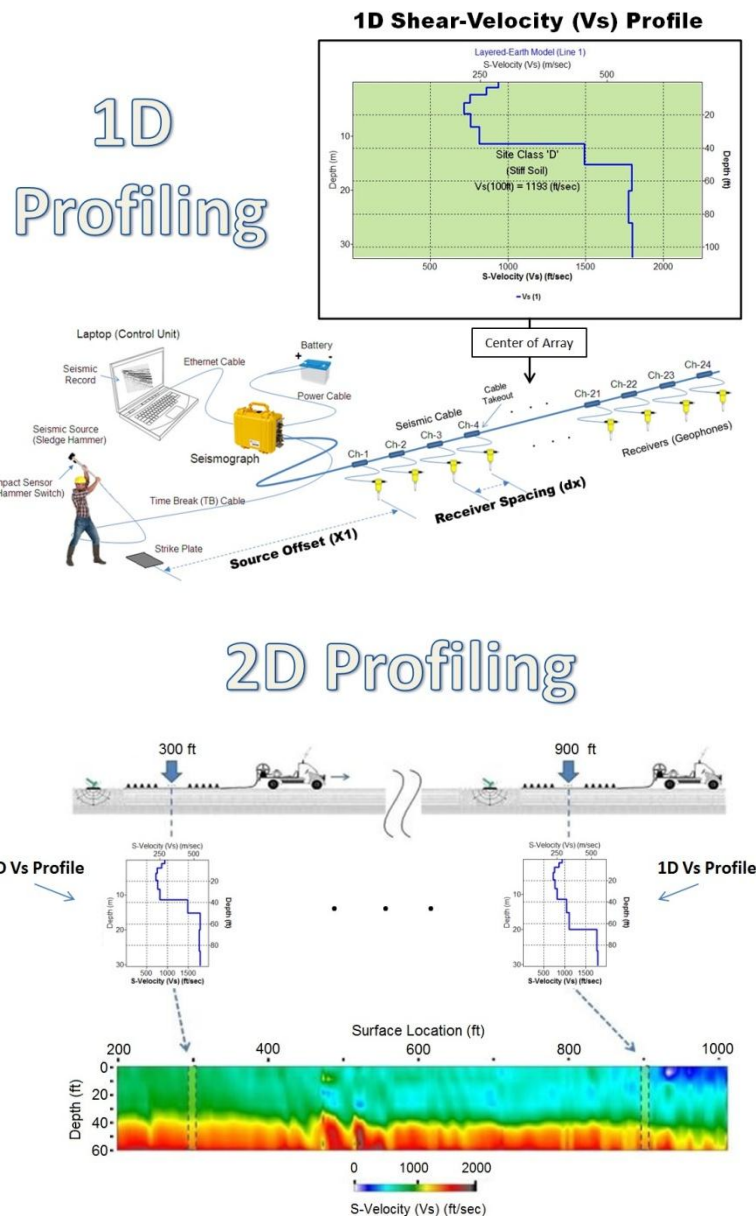 1D Shear-Velocity (Vs) Profile
1D
Profiling
Layered-Earth Model (Line 1)
S-Velocity (Vs) (m/sec)
250 500
Depth (m)
10
20
30
Depth (ft)
20
40
60
80
100
Site Class 'D'
(Stiff Soil)
Vs(100ft) = 1193 (ft/sec)
500 1000 1500 2000
S-Velocity (Vs) (ft/sec)
Vs (1)
Center of Array
Laptop (Control Unit)
Seismic
Record
Ethernet Cable
Battery
+ -
Power Cable
Seismic Source
(Sledge Hammer)
Seismograph
mpact Sensor
Hammer Switch)
Time Break (TB) Cable
Strike Plate
Source Offset (X1)
Seismic Cable
Cable
Takeout
Ch-1
Ch-2
Ch-3
Ch-4
Ch-21
Ch-22
Ch-23
Ch-24
Receivers (Geophones)
Receiver Spacing (dx)
2D Profiling
300 ft
900 ft
D Vs Profile
S-Velocity (Vs) (m/sec)
250 500
Depth (m)
10
20
30
Depth (ft)
20
40
60
80
500 1000 1500
S-Velocity (Vs) (ft/sec)
S-Velocity (Vs) (m/sec)
250 500
Depth (m)
10
20
30
Depth (ft)
20
40
60
80
500 1000 1500
S-Velocity (Vs) (ft/sec)
1D Vs Profile
Surface Location (ft)
200 400 600 800 1000
Depth (ft)
0
20
40
60
0 1000 2000
S-Velocity (Vs) (ft/sec)